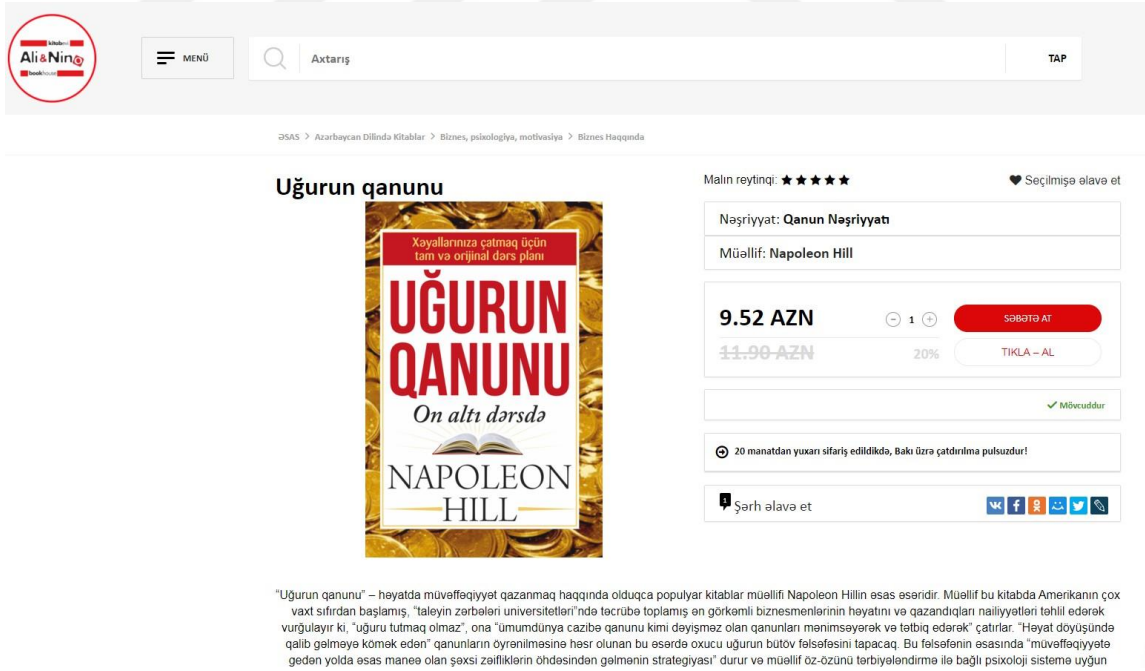 kitabevi
Ali&Nino
bookhouse
MENÜ
Axtarış
TAP
ƏSAS > Azərbaycan Dilində Kitablar > Biznes, psixologiya, motivasiya > Biznes Haqqında
Uğurun qanunu
Malın reytinqi: ★★★★★
Seçilmişə əlavə et
Nəşriyyat: Qanun Nəşriyyatı
Müəllif: Napoleon Hill
Xəyallarınıza çatmaq üçün
tam və orijinal dərs planı
UĞURUN
QANUNU
On altı dərsdə
NAPOLEON
HILL
9.52 AZN
1
SƏBƏTƏ AT
11.90 AZN
20%
TIKLA – AL
Mövcuddur
20 manatdan yuxarı sifariş edildikdə, Bakı üzrə çatdırılma pulsuzdur!
1
Şərh əlavə et
"Uğurun qanunu" – həyatda müvəffəqiyyət qazanmaq haqqında olduqca populyar kitablar müəllifi Napoleon Hillin əsas əsəridir. Müəllif bu kitabda Amerikanın çox
vaxt sıfırdan başlamış, "taleyin zərbələri universitetləri"ndə təcrübə toplamış ən görkəmli biznesmenlərinin həyatını və qazandıqları nailiyyətləri təhlil edərək
vurğulayır ki, "uğuru tutmaq olmaz", ona "ümumdünya cazibə qanunu kimi dəyişməz olan qanunları mənimsəyərək və tətbiq edərək" çatırlar. "Həyat döyüşündə
qalib gəlməyə kömək edən" qanunların öyrənilməsinə həsr olunan bu əsərdə oxucu uğurun bütöv fəlsəfəsini tapacaq. Bu fəlsəfənin əsasında "müvəffəqiyyətə
gedən yolda əsas maneə olan şəxsi zəifliklərin öhdəsindən gəlmənin strategiyası" durur və müəllif öz-özünü tərbiyələndirmə ilə bağlı psixoloji sistemə uyğun